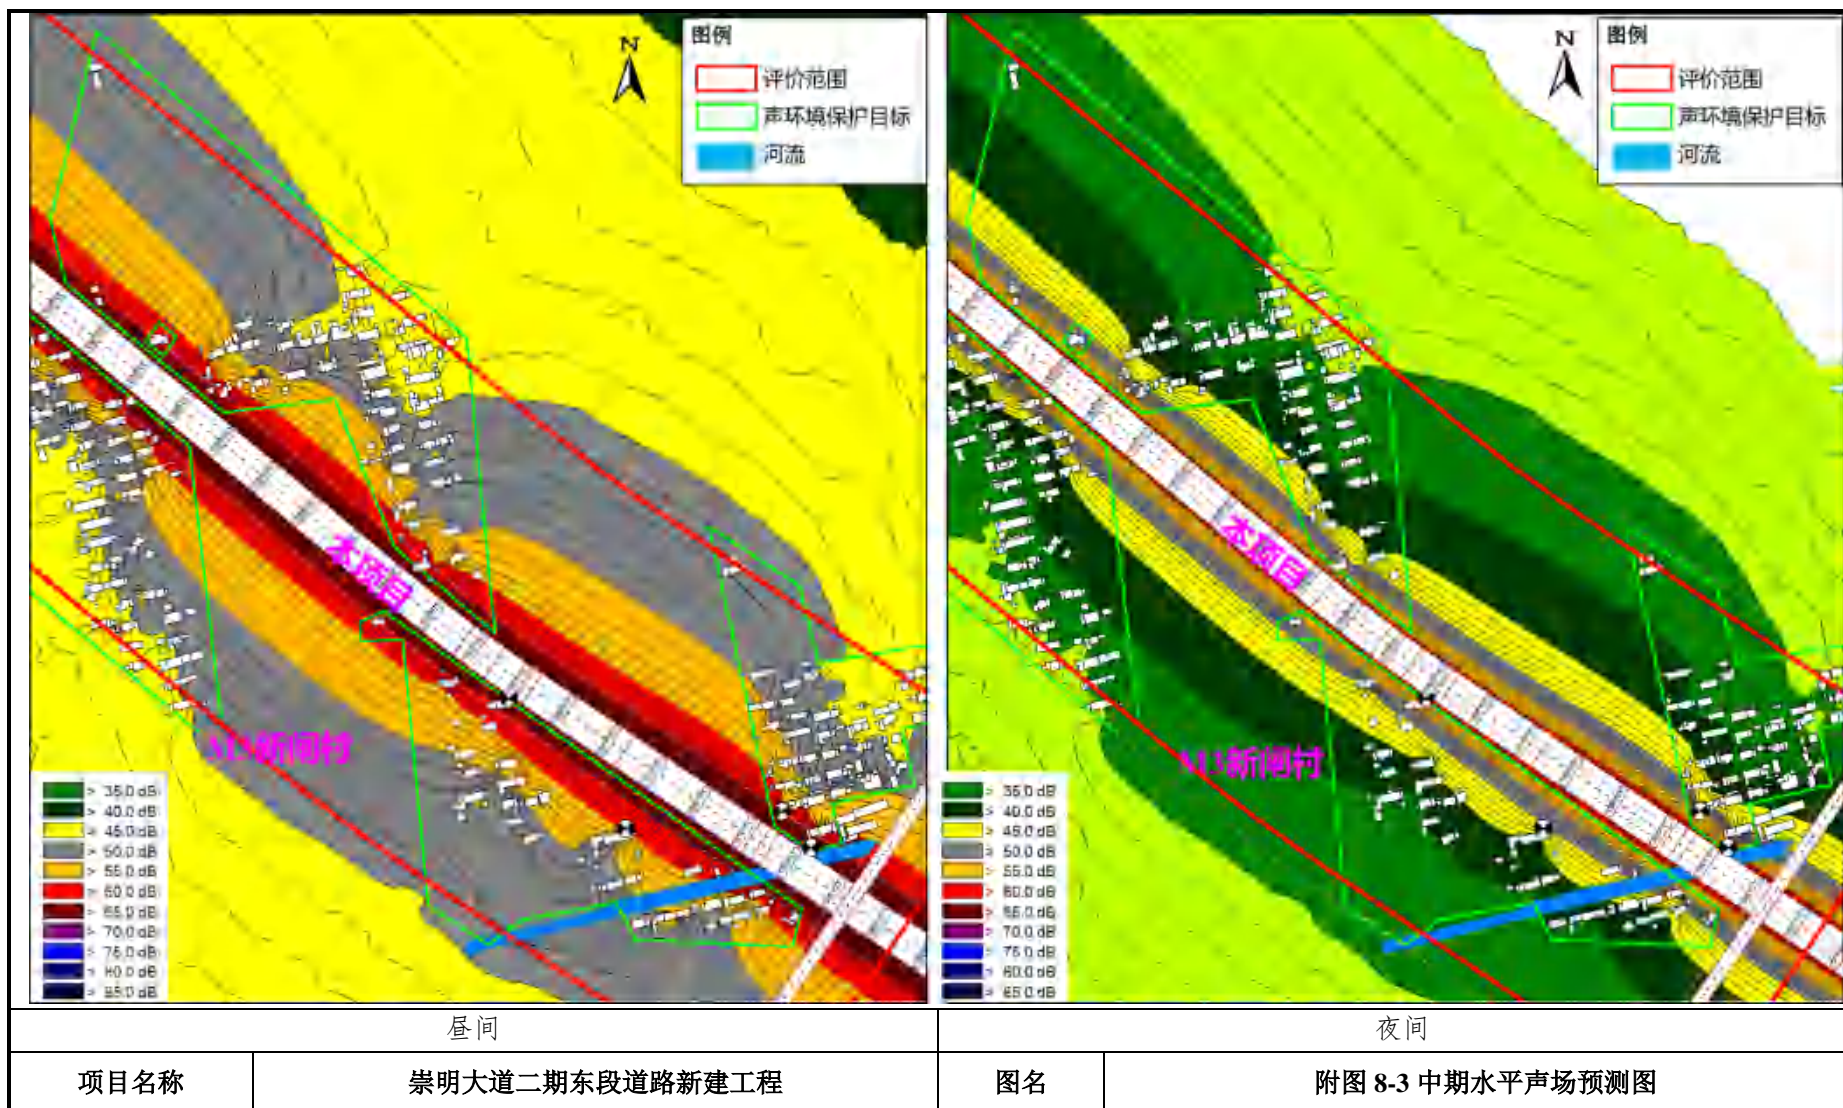 N
图例
评价范围
声环境保护目标
河流
本项目
新闸村
> 35.0 dB
> 40.0 dB
> 45.0 dB
> 50.0 dB
> 55.0 dB
> 60.0 dB
> 65.0 dB
> 70.0 dB
> 75.0 dB
> 80.0 dB
> 85.0 dB
N
图例
评价范围
声环境保护目标
河流
本项目
新闸村
> 35.0 dB
> 40.0 dB
> 45.0 dB
> 50.0 dB
> 55.0 dB
> 60.0 dB
> 65.0 dB
> 70.0 dB
> 75.0 dB
> 80.0 dB
> 85.0 dB
昼间
夜间
项目名称
崇明大道二期东段道路新建工程
图名
附图 8-3 中期水平声场预测图